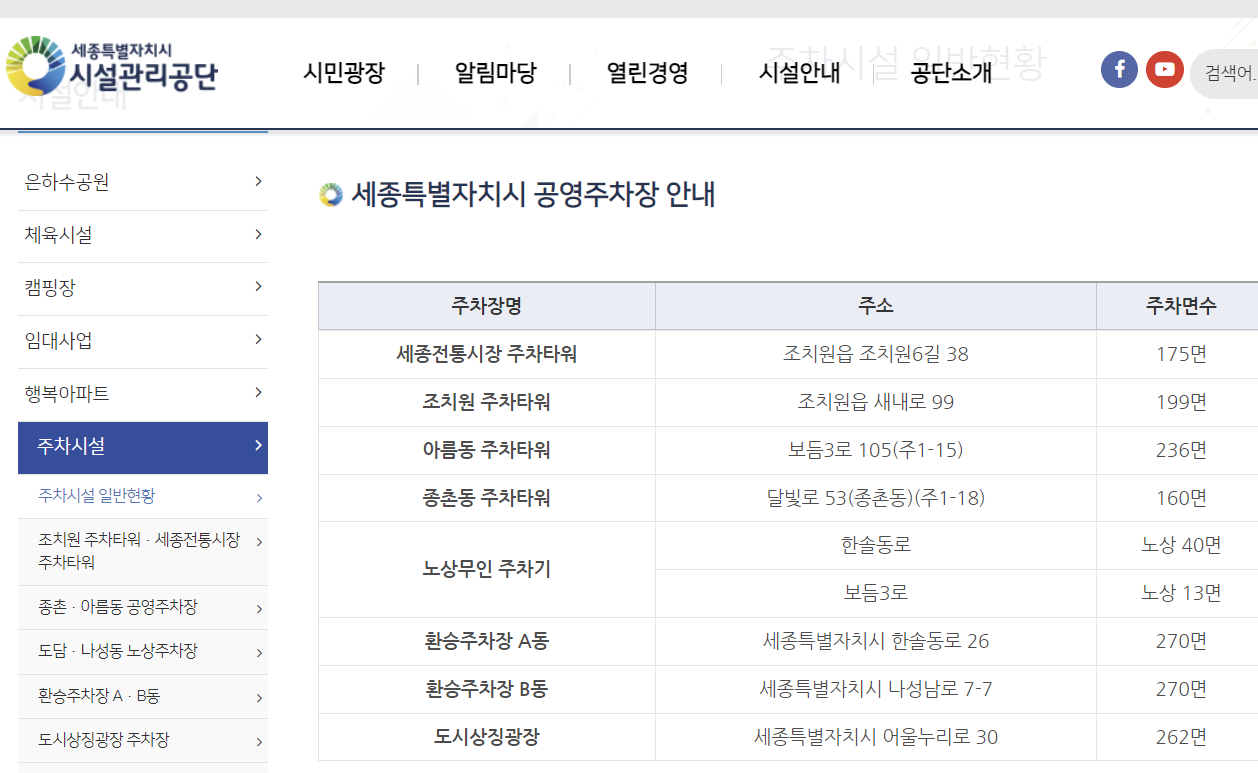 세종특별자치시
시설관리공단
시민광장
알림마당
열린경영
시설안내
공단소개
검색어.
주차시설 일반현황
시설안내
은하수공원
체육시설
캠핑장
임대사업
행복아파트
주차시설
주차시설 일반현황
조치원 주차타워 · 세종전통시장
주차타워
종촌 · 아름동 공영주차장
도담 · 나성동 노상주차장
환승주차장 A · B동
도시상징광장 주차장
세종특별자치시 공영주차장 안내
주차장명 주소 주차면수
세종전통시장 주차타워 조치원읍 조치원6길 38 175면
조치원 주차타워 조치원읍 새내로 99 199면
아름동 주차타워 보듬3로 105(주1-15) 236면
종촌동 주차타워 달빛로 53(종촌동)(주1-18) 160면
노상무인 주차기 한솔동로 노상 40면
보듬3로 노상 13면
환승주차장 A동 세종특별자치시 한솔동로 26 270면
환승주차장 B동 세종특별자치시 나성남로 7-7 270면
도시상징광장 세종특별자치시 어울누리로 30 262면